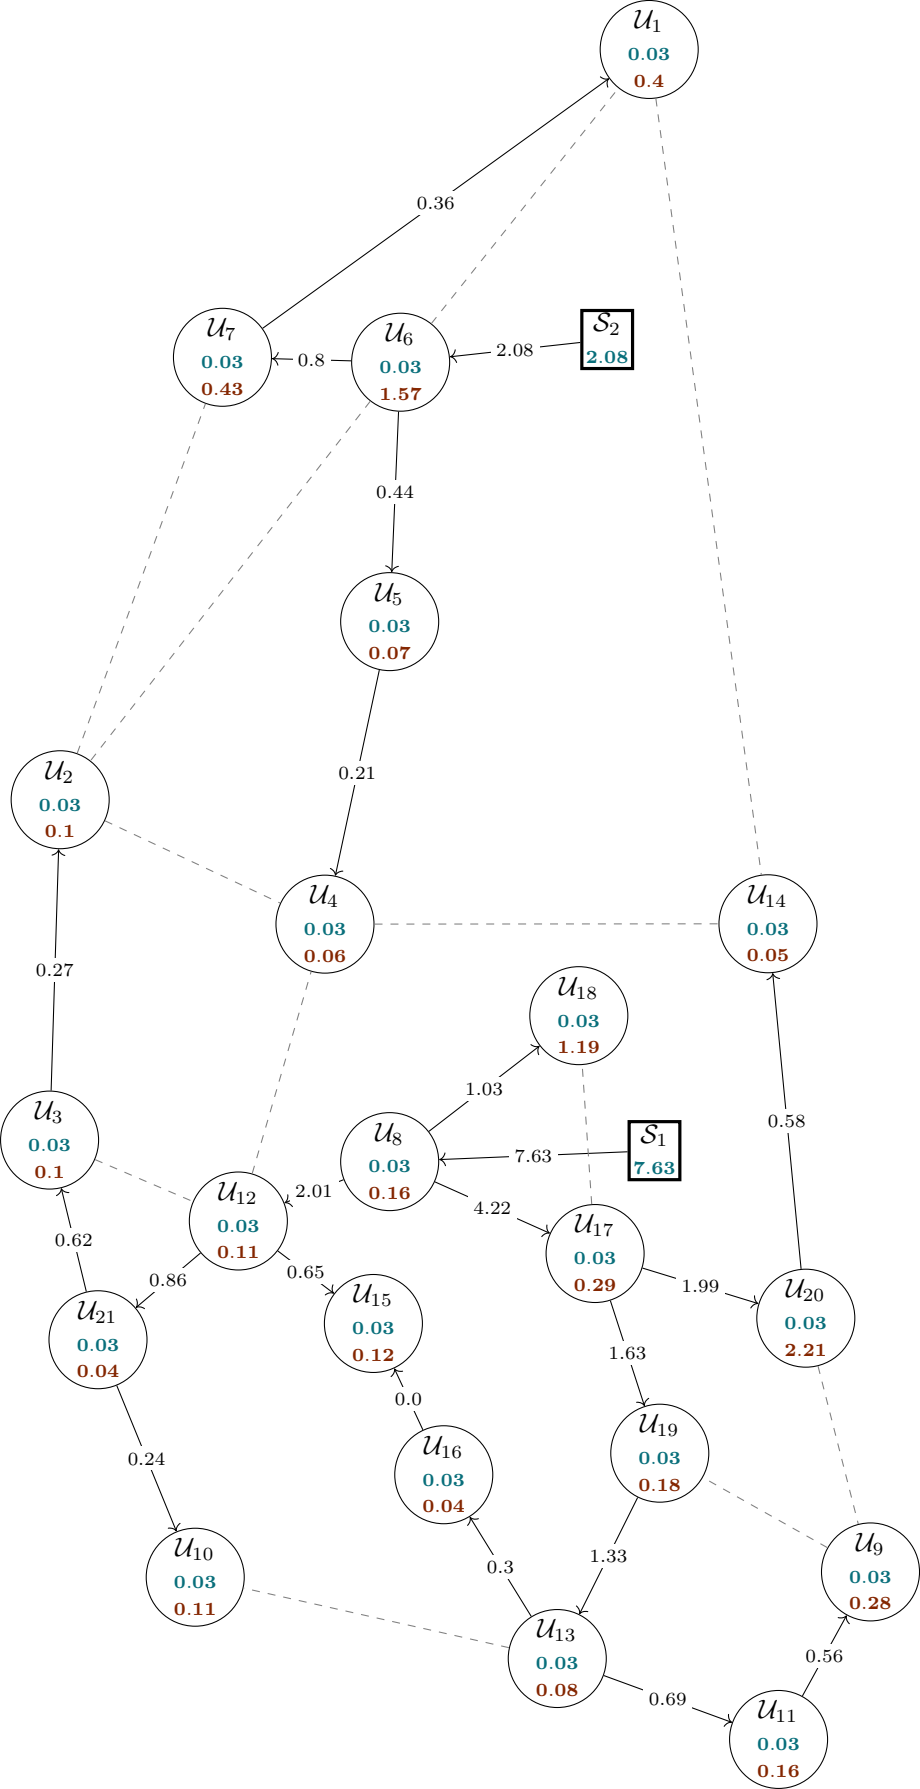 𝒰₁
0.03
0.4
0.36
𝒰₇
0.03
0.43
0.8
𝒰₆
0.03
1.57
2.08
𝒮₂
2.08
0.44
𝒰₅
0.03
0.07
0.21
𝒰₂
0.03
0.1
𝒰₄
0.03
0.06
𝒰₁₄
0.03
0.05
0.27
𝒰₁₈
0.03
1.19
1.03
𝒰₃
0.03
0.1
𝒰₈
0.03
0.16
7.63
𝒮₁
7.63
0.58
𝒰₁₂
0.03
0.11
2.01
4.22
𝒰₁₇
0.03
0.29
0.62
0.86
0.65
1.99
𝒰₂₁
0.03
0.04
𝒰₁₅
0.03
0.12
𝒰₂₀
0.03
2.21
1.63
0.0
0.24
𝒰₁₆
0.03
0.04
𝒰₁₉
0.03
0.18
𝒰₁₀
0.03
0.11
0.3
1.33
𝒰₉
0.03
0.28
𝒰₁₃
0.03
0.08
0.56
0.69
𝒰₁₁
0.03
0.16